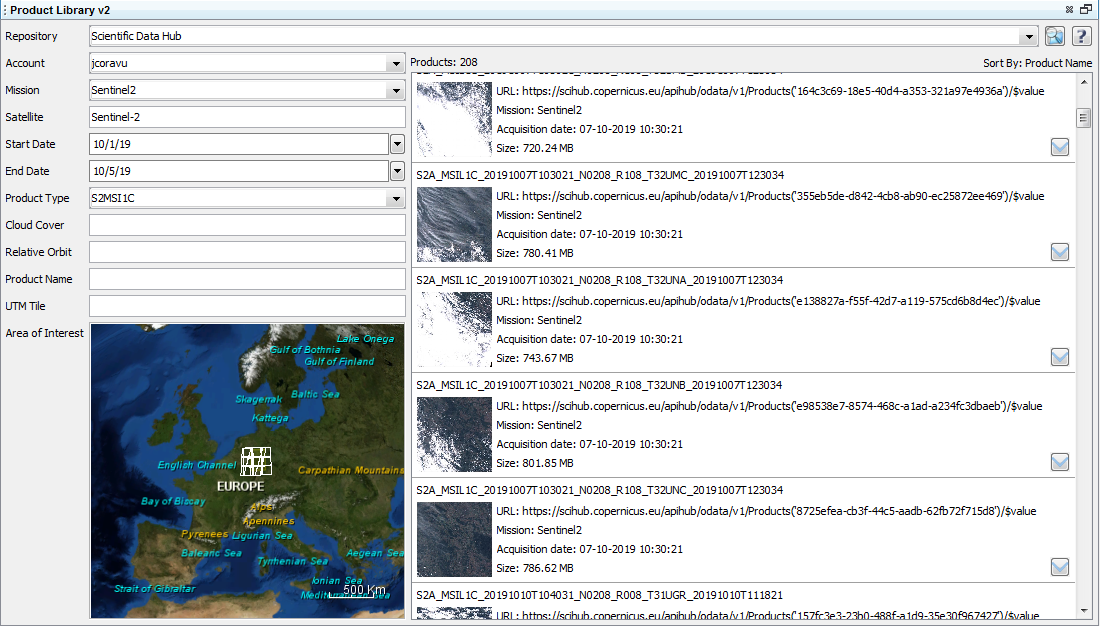 Product Library v2
Repository
Scientific Data Hub
Account
jcoravu
Mission
Sentinel2
Satellite
Sentinel-2
Start Date
10/1/19
End Date
10/5/19
Product Type
S2MSI1C
Cloud Cover
Relative Orbit
Product Name
UTM Tile
Area of Interest
Lake Onega
Gulf of Bothnia
Gulf of Finland
Skagerrak
Baltic Sea
Kattega
English Channel
Carpathian Mountains
EUROPE
Bay of Biscay
Alps
Apennines
Pyrenees
Ligurian Sea
Balearic Sea
Aegean Sea
Tyrrhenian Sea
Ionian Sea
Strait of Gibraltar
500 Km
Mediterranean Sea
Products: 208
Sort By: Product Name
URL: https://scihub.copernicus.eu/apihub/odata/v1/Products('164c3c69-18e5-40d4-a353-321a97e4936a')/$value
Mission: Sentinel2
Acquisition date: 07-10-2019 10:30:21
Size: 720.24 MB
S2A_MSIL1C_20191007T103021_N0208_R108_T32UMC_20191007T123034
URL: https://scihub.copernicus.eu/apihub/odata/v1/Products('355eb5de-d842-4cb8-ab90-ec25872ee469')/$value
Mission: Sentinel2
Acquisition date: 07-10-2019 10:30:21
Size: 780.41 MB
S2A_MSIL1C_20191007T103021_N0208_R108_T32UNA_20191007T123034
URL: https://scihub.copernicus.eu/apihub/odata/v1/Products('e138827a-f55f-42d7-a119-575cd6b8d4ec')/$value
Mission: Sentinel2
Acquisition date: 07-10-2019 10:30:21
Size: 743.67 MB
S2A_MSIL1C_20191007T103021_N0208_R108_T32UNB_20191007T123034
URL: https://scihub.copernicus.eu/apihub/odata/v1/Products('e98538e7-8574-468c-a1ad-a234fc3dbaeb')/$value
Mission: Sentinel2
Acquisition date: 07-10-2019 10:30:21
Size: 801.85 MB
S2A_MSIL1C_20191007T103021_N0208_R108_T32UNC_20191007T123034
URL: https://scihub.copernicus.eu/apihub/odata/v1/Products('8725efea-cb3f-44c5-aadb-62fb72f715d8')/$value
Mission: Sentinel2
Acquisition date: 07-10-2019 10:30:21
Size: 786.62 MB
S2A_MSIL1C_20191010T104031_N0208_R008_T31UGR_20191010T111821
URL: https://scihub.copernicus.eu/apihub/odata/v1/Products('157fc3e3-23b0-488f-a1d9-35e30f967427')/$value